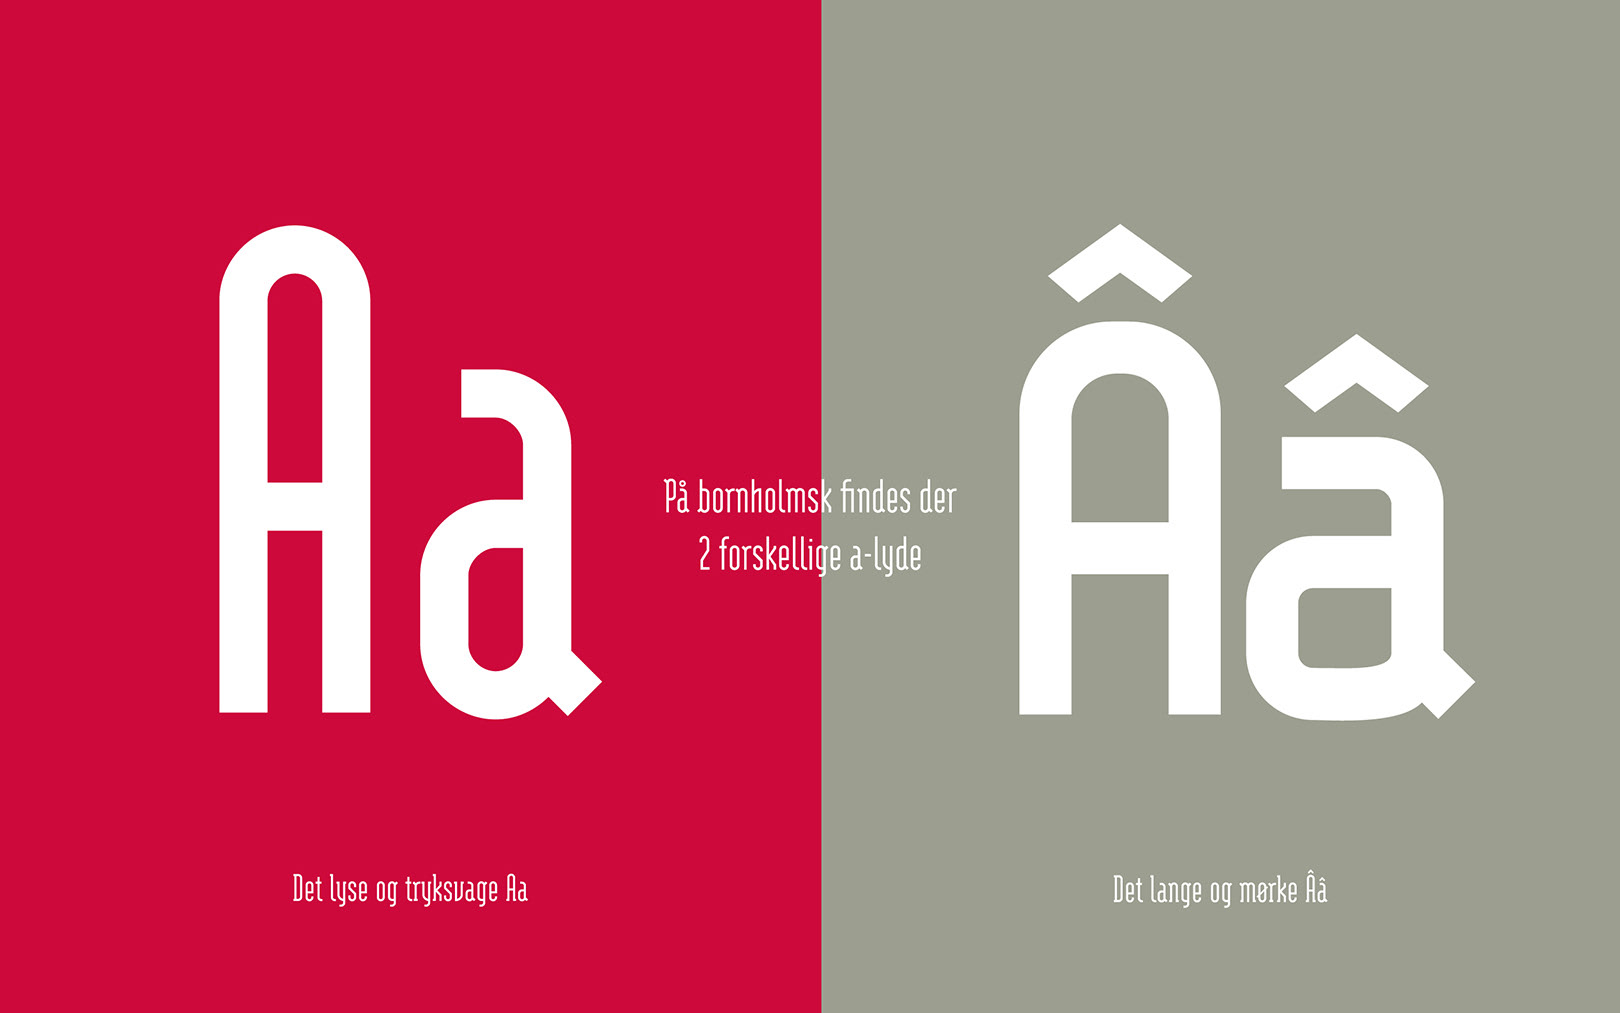 Aa
Ââ
På bornholmsk findes der
2 forskellige a-lyde
Det lyse og tryksvage Aa
Det lange og mørke Ââ